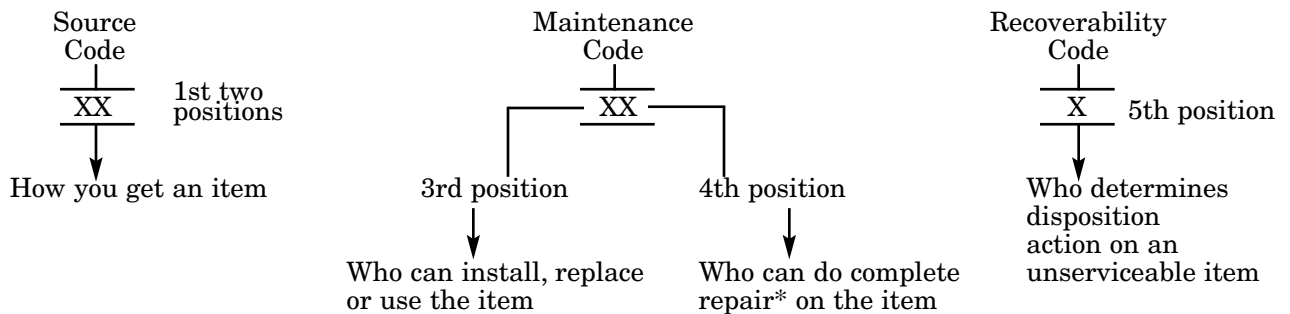 Source
Code
XX
1st two
positions
How you get an item
Maintenance
Code
XX
3rd position
Who can install, replace
or use the item
4th position
Who can do complete
repair* on the item
Recoverability
Code
X
5th position
Who determines
disposition
action on an
unserviceable item